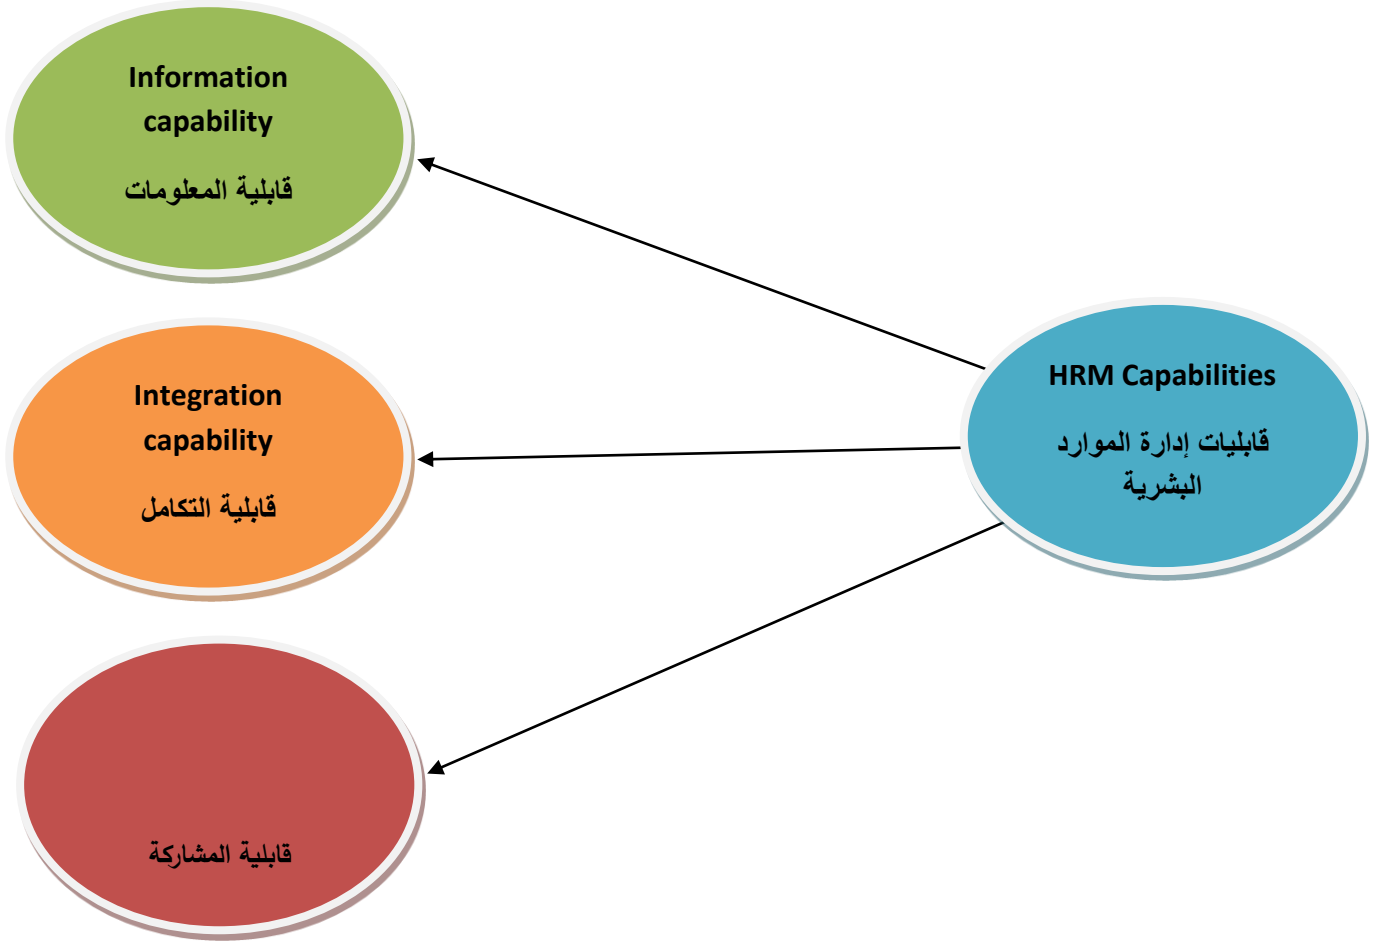 Information
capability
قابلية المعلومات
Integration
capability
قابلية التكامل
قابلية المشاركة
HRM Capabilities
قابليات إدارة الموارد
البشرية